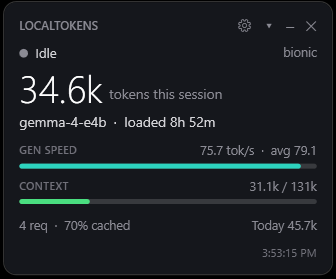 LOCALTOKENS
Idle bionic
34.6k tokens this session
gemma-4-e4b · loaded 8h 52m
GEN SPEED 75.7 tok/s · avg 79.1
CONTEXT 31.1k / 131k
4 req · 70% cached Today 45.7k
3:53:15 PM